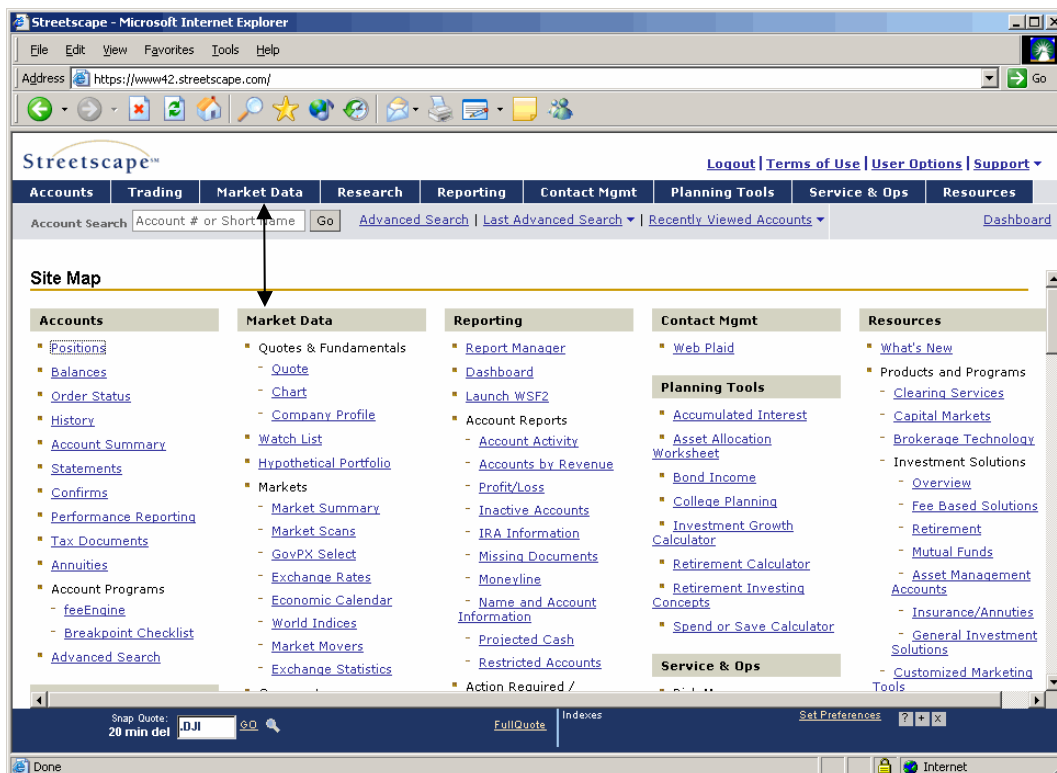 Streetscape - Microsoft Internet Explorer
File Edit View Favorites Tools Help
Address https://www42.streetscape.com/ Go
Streetscape℠
Logout | Terms of Use | User Options | Support
Accounts Trading Market Data Research Reporting Contact Mgmt Planning Tools Service & Ops Resources
Account Search Account # or Short Name Go Advanced Search | Last Advanced Search | Recently Viewed Accounts Dashboard
Site Map
Accounts
Positions
Balances
Order Status
History
Account Summary
Statements
Confirms
Performance Reporting
Tax Documents
Annuities
Account Programs
- feeEngine
- Breakpoint Checklist
Advanced Search
Market Data
Quotes & Fundamentals
- Quote
- Chart
- Company Profile
Watch List
Hypothetical Portfolio
Markets
- Market Summary
- Market Scans
- GovPX Select
- Exchange Rates
- Economic Calendar
- World Indices
- Market Movers
- Exchange Statistics
Reporting
Report Manager
Dashboard
Launch WSF2
Account Reports
- Account Activity
- Accounts by Revenue
- Profit/Loss
- Inactive Accounts
- IRA Information
- Missing Documents
- Moneyline
- Name and Account
Information
- Projected Cash
- Restricted Accounts
Action Required /
Contact Mgmt
Web Plaid
Planning Tools
Accumulated Interest
Asset Allocation
Worksheet
Bond Income
College Planning
Investment Growth
Calculator
Retirement Calculator
Retirement Investing
Concepts
Spend or Save Calculator
Service & Ops
Resources
What's New
Products and Programs
- Clearing Services
- Capital Markets
- Brokerage Technology
- Investment Solutions
- Overview
- Fee Based Solutions
- Retirement
- Mutual Funds
- Asset Management
Accounts
- Insurance/Annuties
- General Investment
Solutions
- Customized Marketing
Tools
Snap Quote:
20 min del .DJI GO FullQuote Indexes Set Preferences ? + X
Done Internet